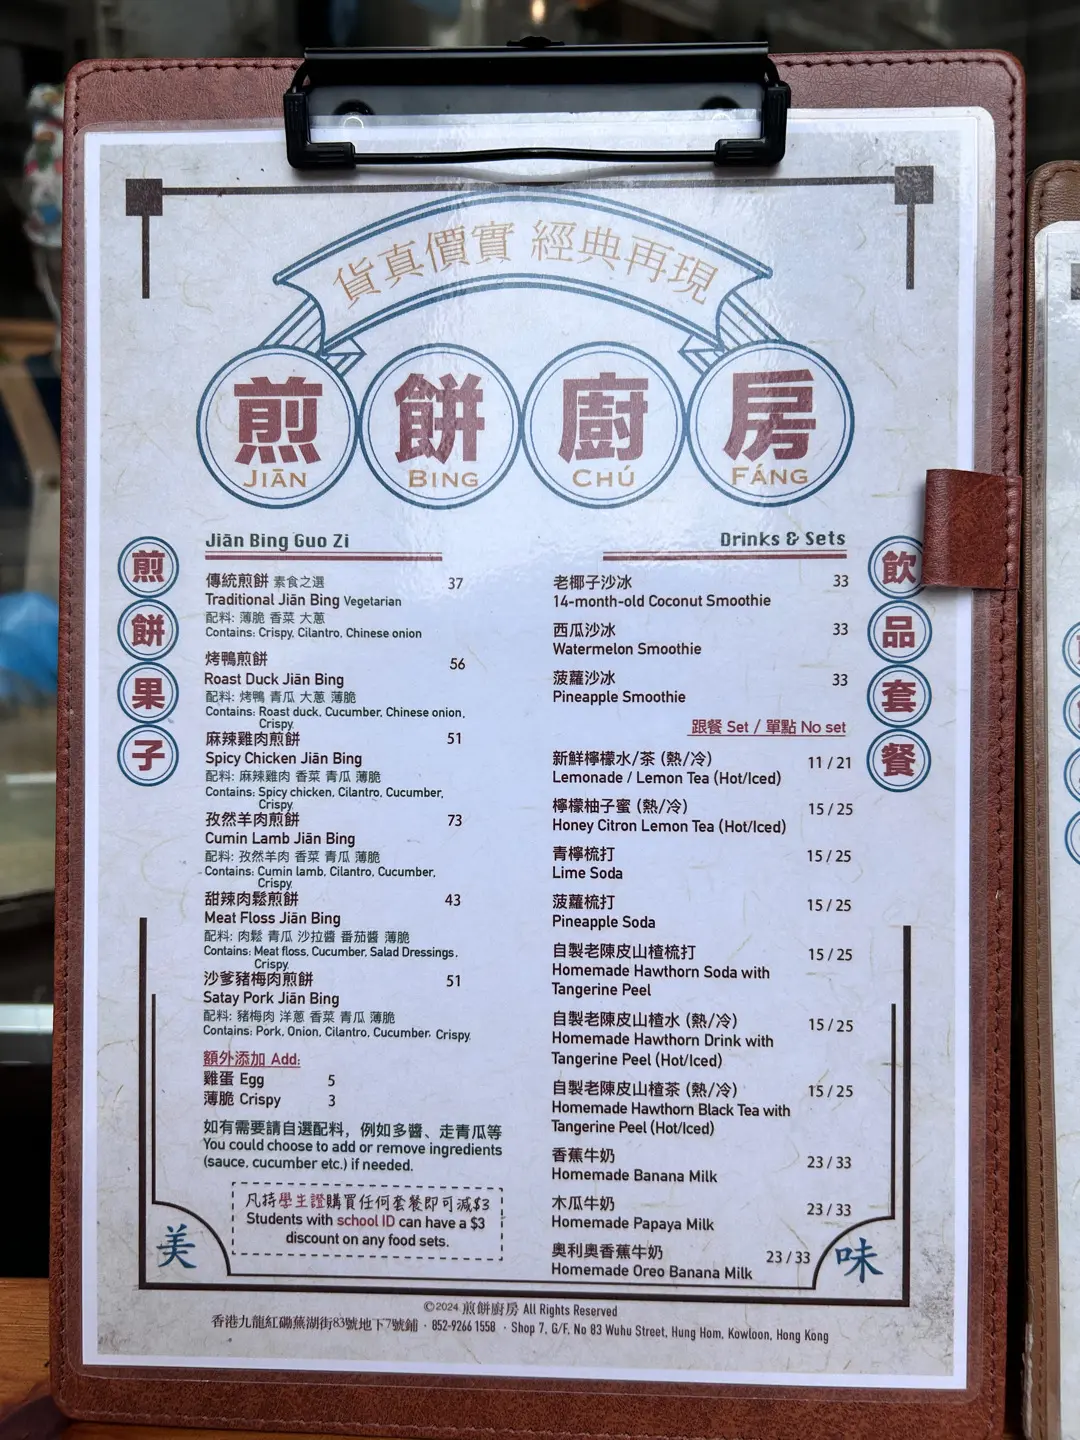 貨真價實 經典再現
煎 餅 廚 房
JIĀN BING CHÚ FÁNG
煎餅果子
Jiān Bing Guo Zi
傳統煎餅 素食之選 37
Traditional Jiān Bing Vegetarian
配料: 薄脆 香菜 大蔥
Contains: Crispy, Cilantro, Chinese onion
烤鴨煎餅 56
Roast Duck Jiān Bing
配料: 烤鴨 青瓜 大蔥 薄脆
Contains: Roast duck, Cucumber, Chinese onion,
Crispy
麻辣雞肉煎餅 51
Spicy Chicken Jiān Bing
配料: 麻辣雞肉 香菜 青瓜 薄脆
Contains: Spicy chicken, Cilantro, Cucumber,
Crispy
孜然羊肉煎餅 73
Cumin Lamb Jiān Bing
配料: 孜然羊肉 香菜 青瓜 薄脆
Contains: Cumin lamb, Cilantro, Cucumber,
Crispy
甜辣肉鬆煎餅 43
Meat Floss Jiān Bing
配料: 肉鬆 青瓜 沙拉醬 番茄醬 薄脆
Contains: Meat floss, Cucumber, Salad Dressings,
Crispy
沙爹豬梅肉煎餅 51
Satay Pork Jiān Bing
配料: 豬梅肉 洋蔥 香菜 青瓜 薄脆
Contains: Pork, Onion, Cilantro, Cucumber, Crispy
額外添加 Add:
雞蛋 Egg 5
薄脆 Crispy 3
如有需要請自選配料，例如多醬、走青瓜等
You could choose to add or remove ingredients
(sauce, cucumber etc.) if needed.
凡持學生證購買任何套餐即可減$3
Students with school ID can have a $3
discount on any food sets.
美
Drinks & Sets
飲品套餐
老椰子沙冰 33
14-month-old Coconut Smoothie
西瓜沙冰 33
Watermelon Smoothie
菠蘿沙冰 33
Pineapple Smoothie
跟餐 Set / 單點 No set
新鮮檸檬水/茶 (熱/冷) 11 / 21
Lemonade / Lemon Tea (Hot/Iced)
檸檬柚子蜜 (熱/冷) 15 / 25
Honey Citron Lemon Tea (Hot/Iced)
青檸梳打 15 / 25
Lime Soda
菠蘿梳打 15 / 25
Pineapple Soda
自製老陳皮山楂梳打 15 / 25
Homemade Hawthorn Soda with
Tangerine Peel
自製老陳皮山楂水 (熱/冷) 15 / 25
Homemade Hawthorn Drink with
Tangerine Peel (Hot/Iced)
自製老陳皮山楂茶 (熱/冷) 15 / 25
Homemade Hawthorn Black Tea with
Tangerine Peel (Hot/Iced)
香蕉牛奶 23 / 33
Homemade Banana Milk
木瓜牛奶 23 / 33
Homemade Papaya Milk
奧利奧香蕉牛奶 23 / 33
Homemade Oreo Banana Milk
味
©2024 煎餅廚房 All Rights Reserved
香港九龍紅磡蕪湖街83號地下7號鋪 · 852-9266 1558 · Shop 7, G/F, No 83 Wuhu Street, Hung Hom, Kowloon, Hong Kong